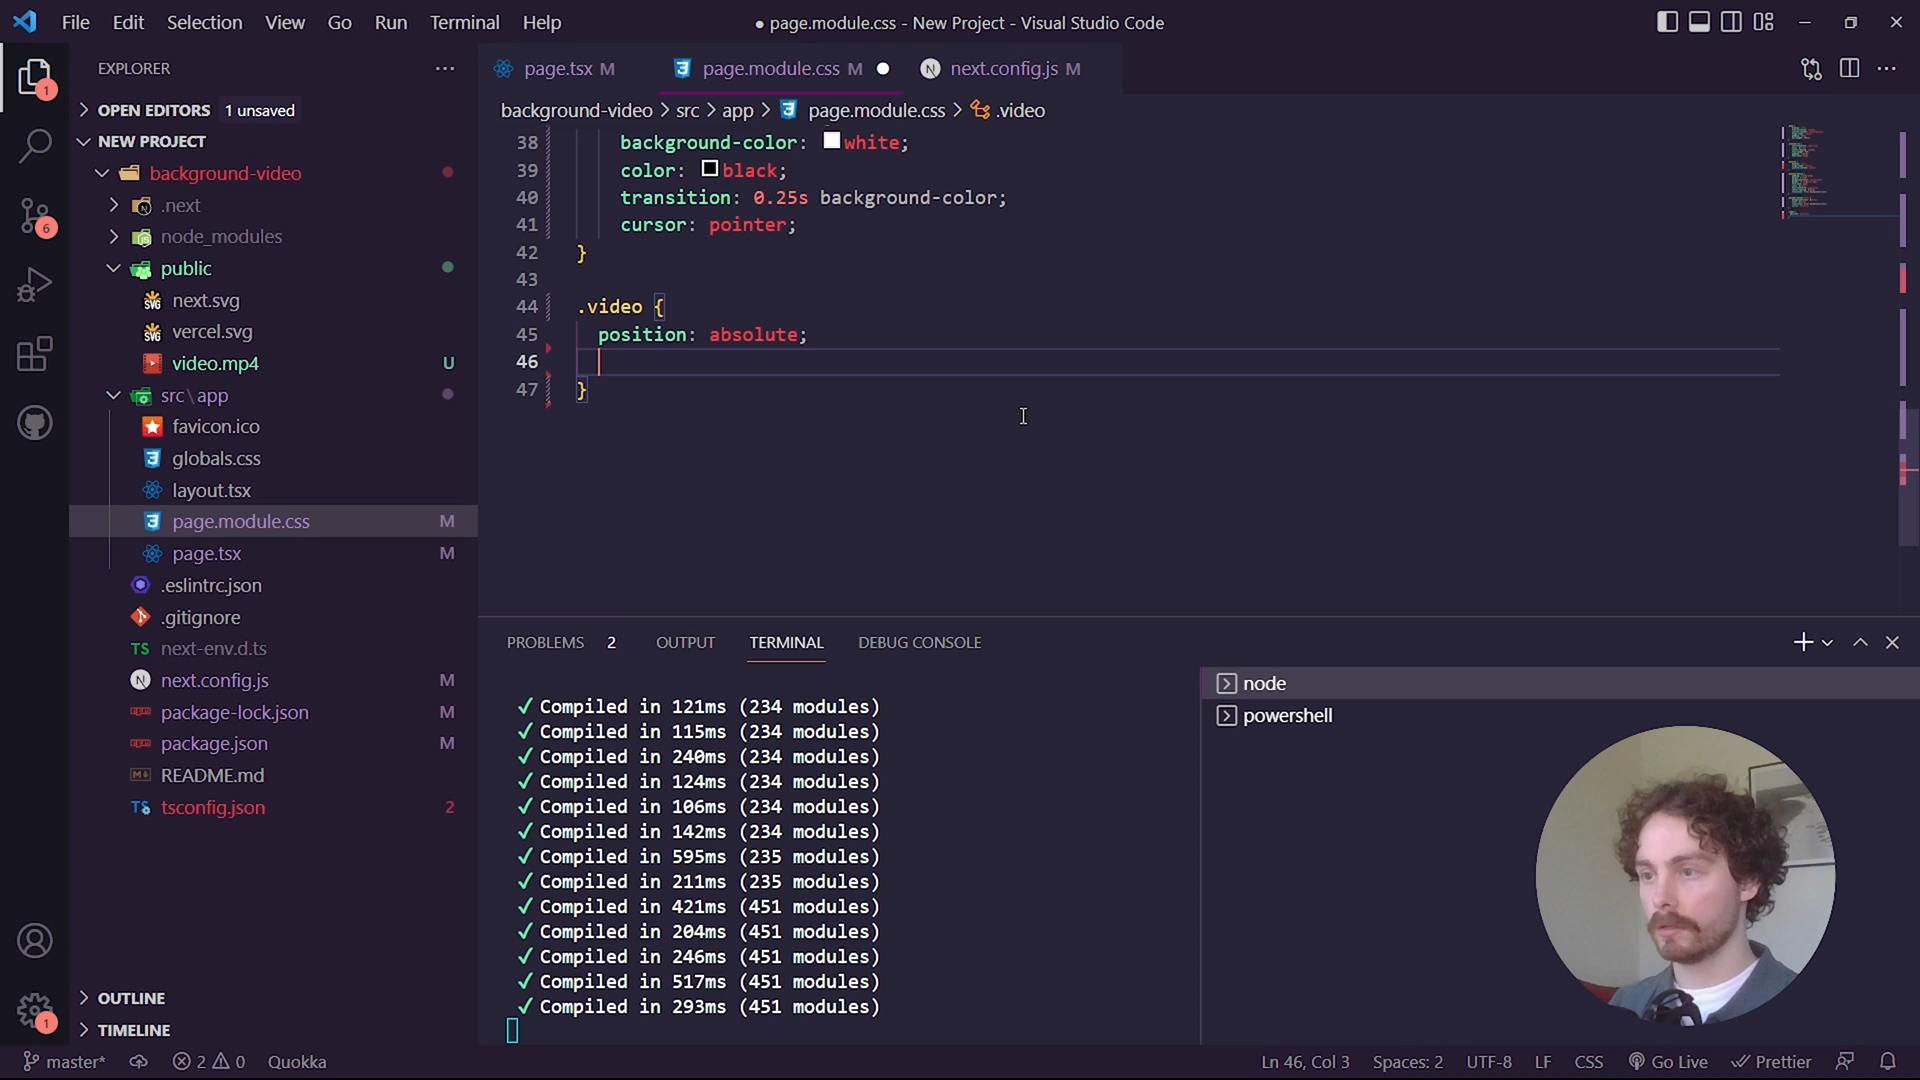 File Edit Selection View Go Run Terminal Help
● page.module.css - New Project - Visual Studio Code
EXPLORER
OPEN EDITORS 1 unsaved
NEW PROJECT
background-video
.next
node_modules
public
next.svg
vercel.svg
video.mp4 U
src\app
favicon.ico
globals.css
layout.tsx
page.module.css M
page.tsx M
.eslintrc.json
.gitignore
next-env.d.ts
next.config.js M
package-lock.json M
package.json M
README.md
tsconfig.json 2
OUTLINE
TIMELINE
page.tsx M
page.module.css M
next.config.js M
background-video > src > app > page.module.css > .video
38 background-color: white;
39 color: black;
40 transition: 0.25s background-color;
41 cursor: pointer;
42 }
43
44 .video {
45 position: absolute;
46
47 }
PROBLEMS 2 OUTPUT TERMINAL DEBUG CONSOLE
✓ Compiled in 121ms (234 modules)
✓ Compiled in 115ms (234 modules)
✓ Compiled in 240ms (234 modules)
✓ Compiled in 124ms (234 modules)
✓ Compiled in 106ms (234 modules)
✓ Compiled in 142ms (234 modules)
✓ Compiled in 595ms (235 modules)
✓ Compiled in 211ms (235 modules)
✓ Compiled in 421ms (451 modules)
✓ Compiled in 204ms (451 modules)
✓ Compiled in 246ms (451 modules)
✓ Compiled in 517ms (451 modules)
✓ Compiled in 293ms (451 modules)
node
powershell
1
6
1
master* 2 0 Quokka
Ln 46, Col 3 Spaces: 2 UTF-8 LF CSS Go Live Prettier